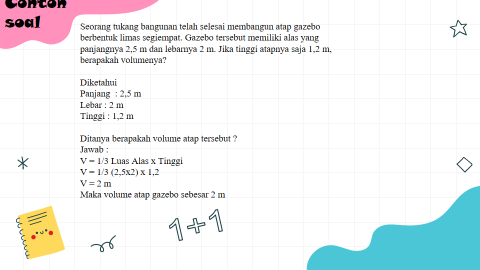 Contoh
soal
Seorang tukang bangunan telah selesai membangun atap gazebo
berbentuk limas segiempat. Gazebo tersebut memiliki alas yang
panjangnya 2,5 m dan lebarnya 2 m. Jika tinggi atapnya saja 1,2 m,
berapakah volumenya?
Diketahui
Panjang : 2,5 m
Lebar : 2 m
Tinggi : 1,2 m
Ditanya berapakah volume atap tersebut ?
Jawab :
V = 1/3 Luas Alas x Tinggi
V = 1/3 (2,5x2) x 1,2
V = 2 m
Maka volume atap gazebo sebesar 2 m
1+1